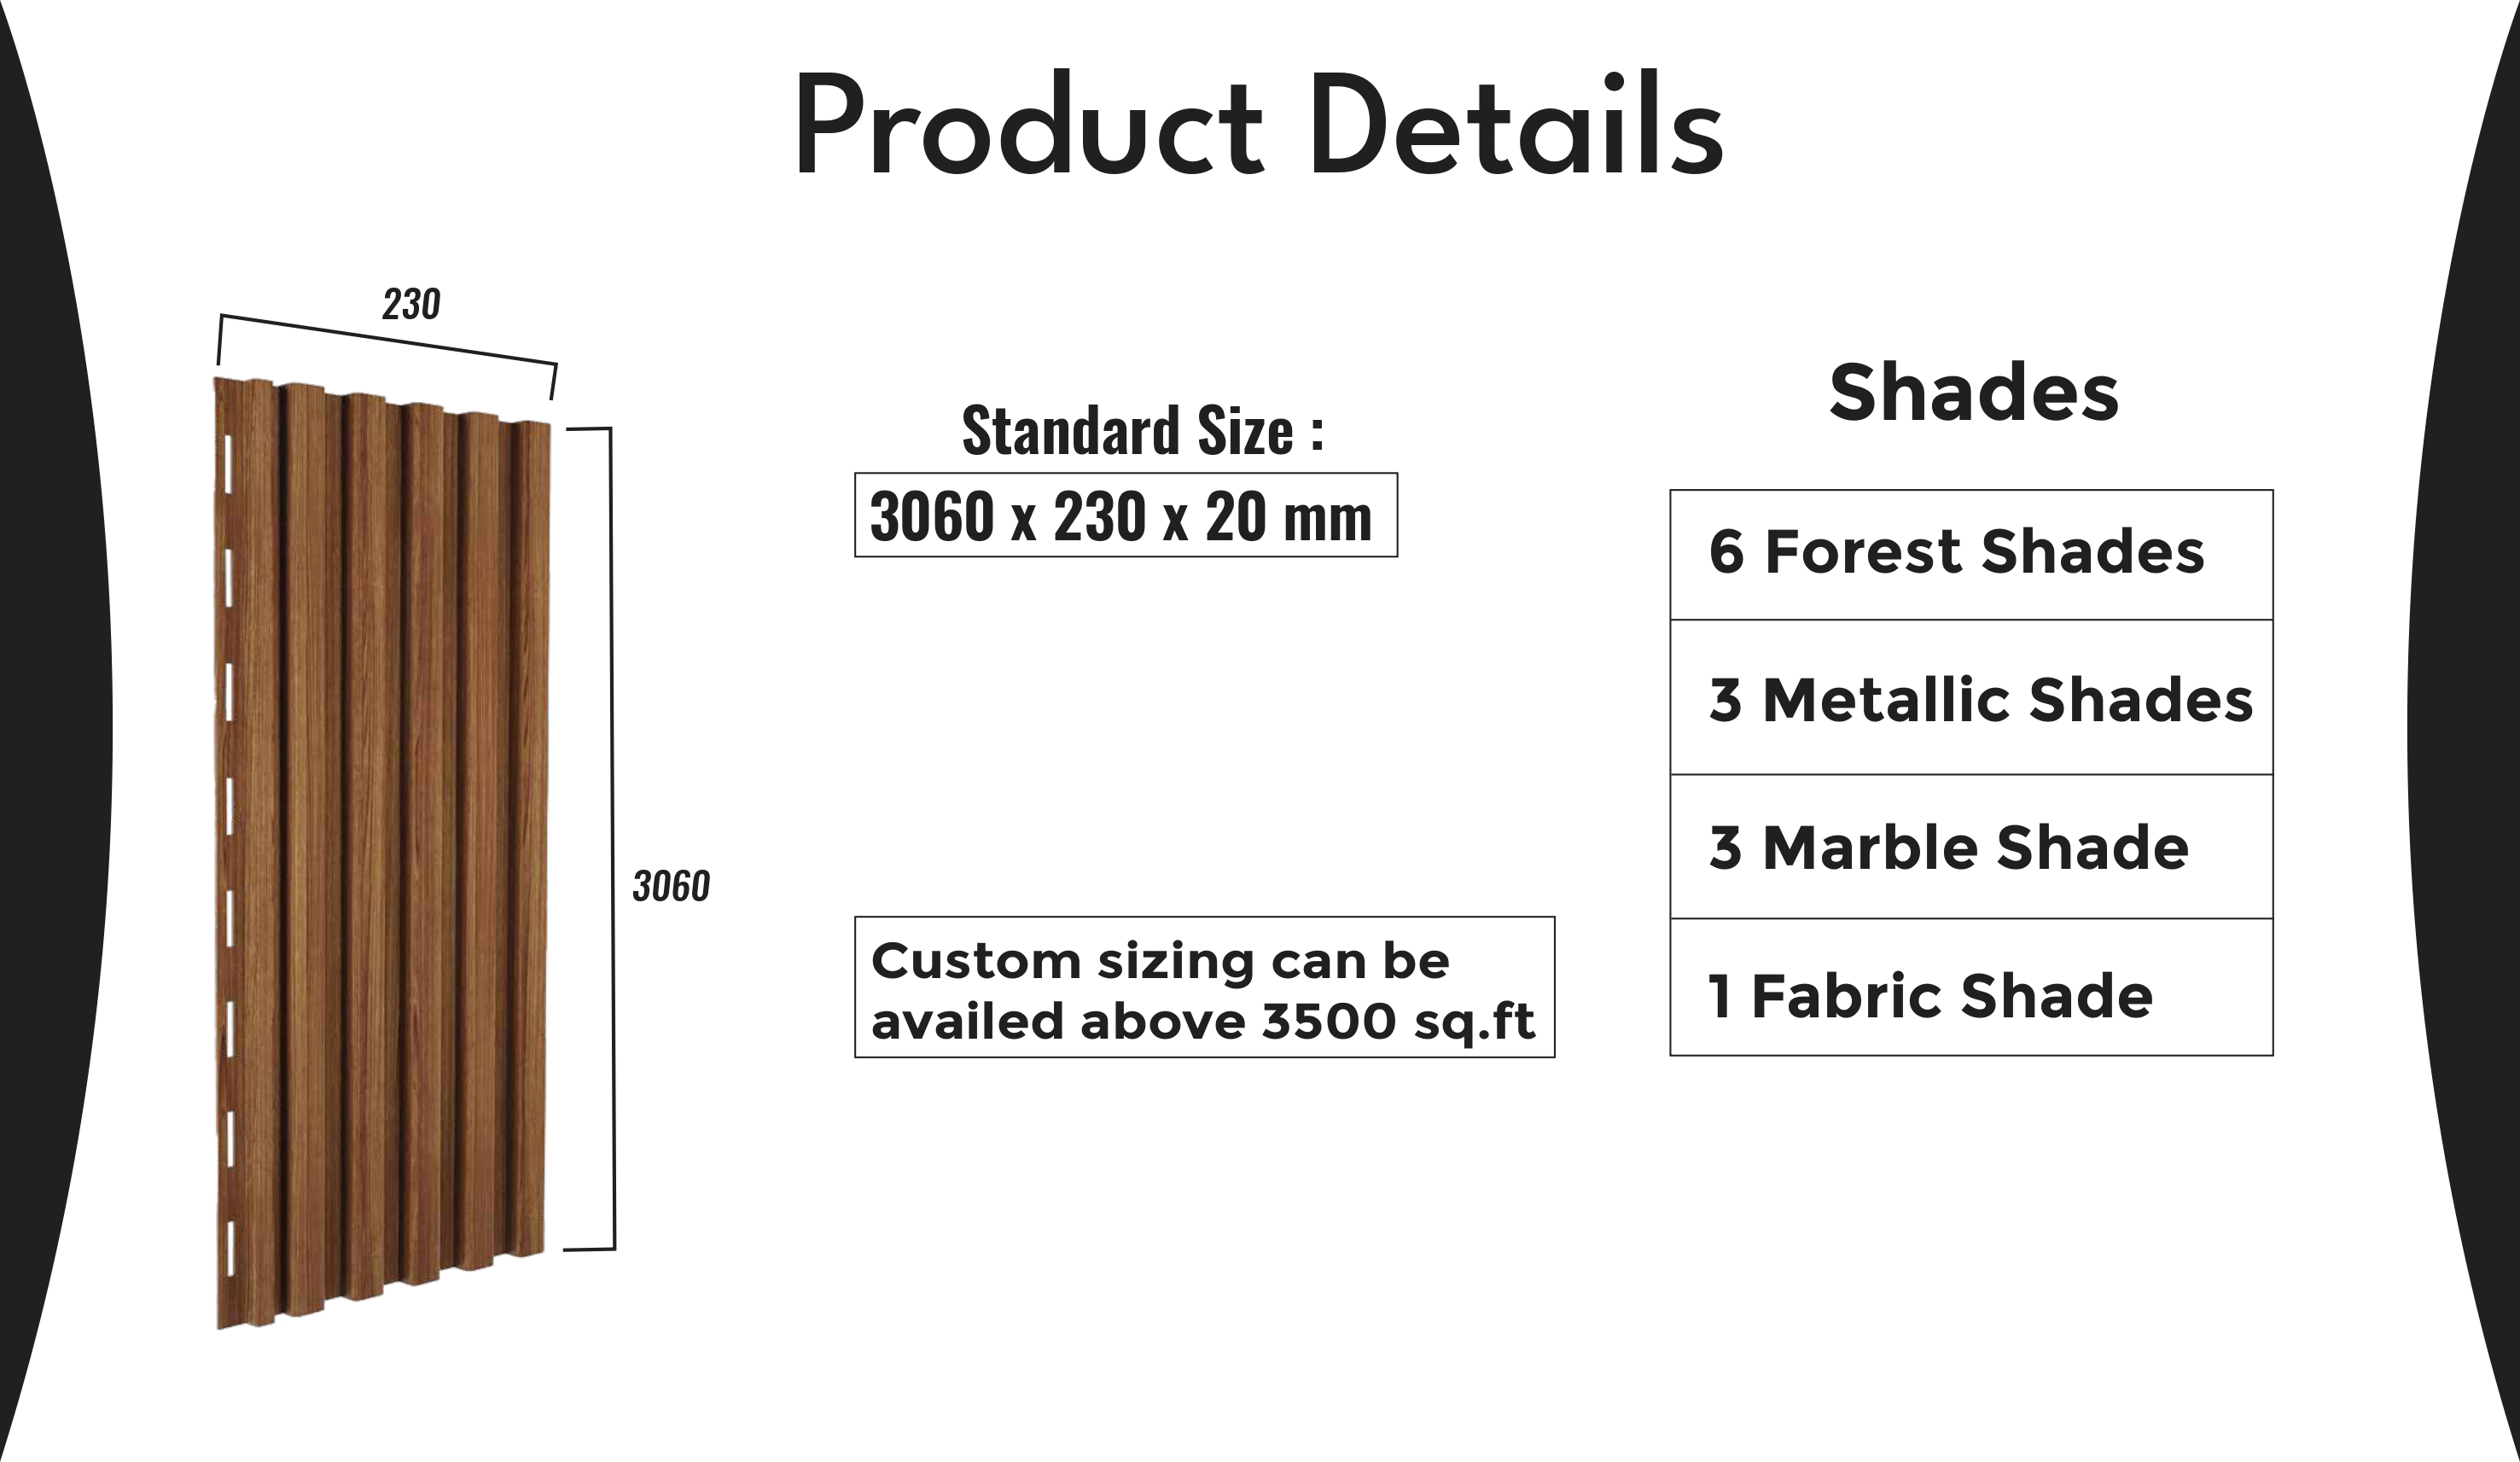 Product Details
230
3060
Standard Size :
3060 x 230 x 20 mm
Custom sizing can be
availed above 3500 sq.ft
Shades
6 Forest Shades
3 Metallic Shades
3 Marble Shade
1 Fabric Shade